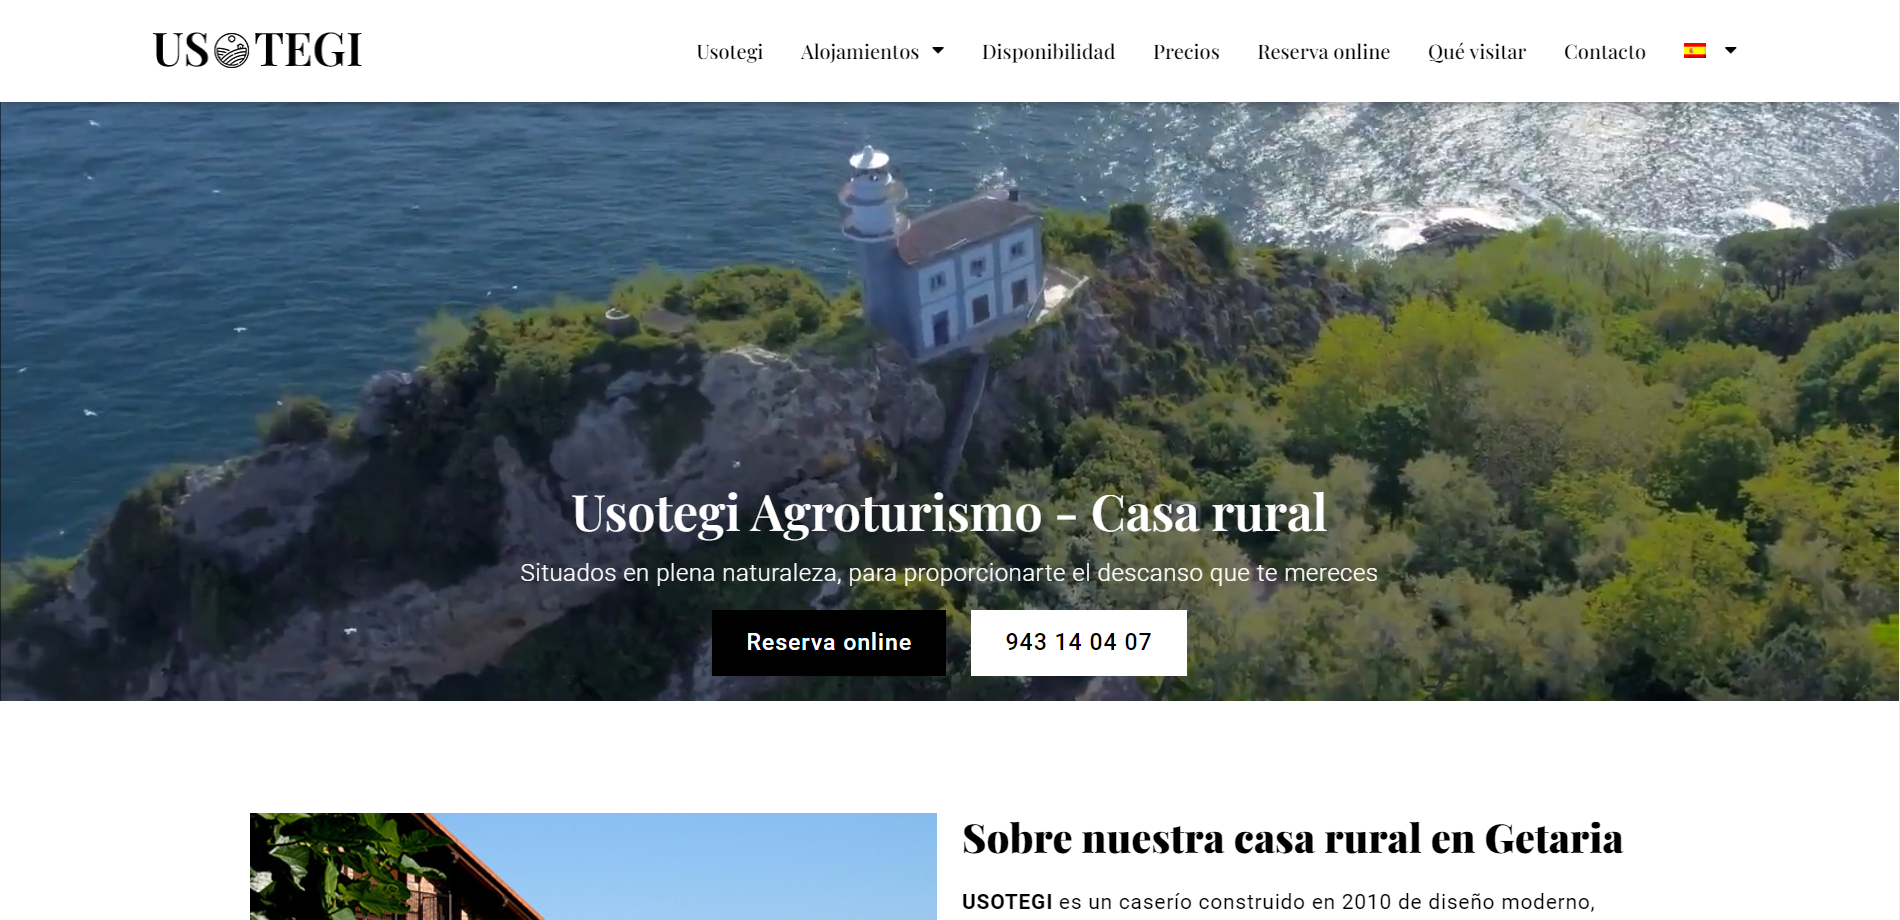 USOTEGI
Usotegi Alojamientos Disponibilidad Precios Reserva online Qué visitar Contacto
Usotegi Agroturismo - Casa rural
Situados en plena naturaleza, para proporcionarte el descanso que te mereces
Reserva online 943 14 04 07
Sobre nuestra casa rural en Getaria
USOTEGI es un caserío construido en 2010 de diseño moderno,